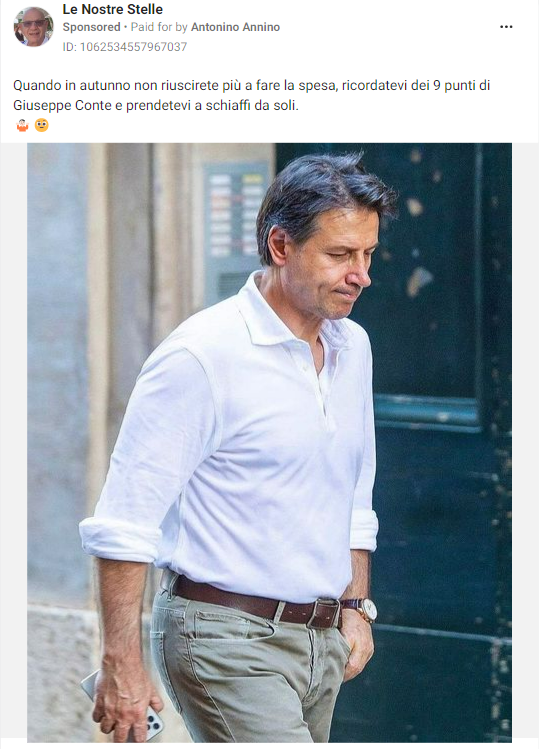 Le Nostre Stelle
Sponsored • Paid for by Antonino Annino
ID: 1062534557967037
Quando in autunno non riuscirete più a fare la spesa, ricordatevi dei 9 punti di
Giuseppe Conte e prendetevi a schiaffi da soli.
🤷🏻‍♂️ 🫡